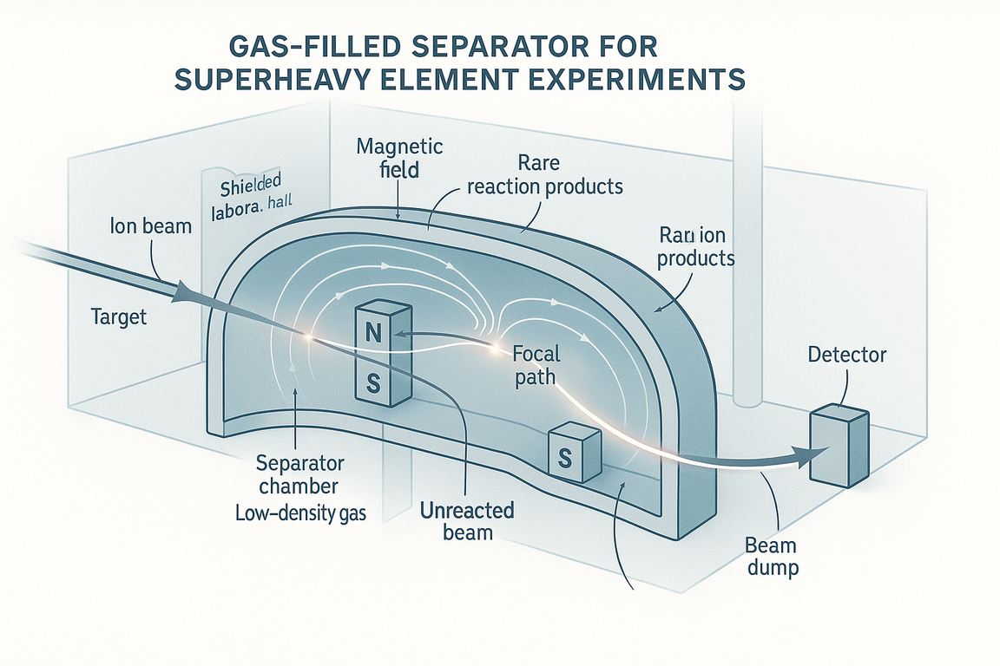 GAS-FILLED SEPARATOR FOR
SUPERHEAVY ELEMENT EXPERIMENTS
Magnetic
field
Rare
reaction products
Shielded
labora. hall
Ion beam
ion
products
Target
N
S
Focal
path
Detector
S
Separator
chamber
Low-density gas
Unreacted
beam
Beam
dump